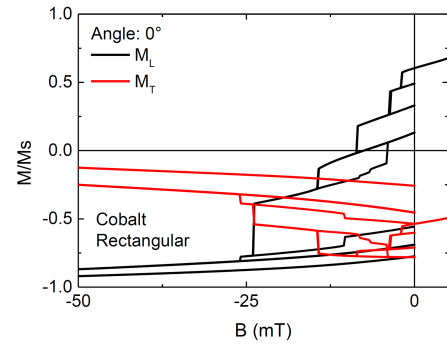 1.0
Angle: 0°
M_L
M_T
0.5
0.0
M/Ms
-0.5
Cobalt
Rectangular
-1.0
-50
-25
0
B (mT)